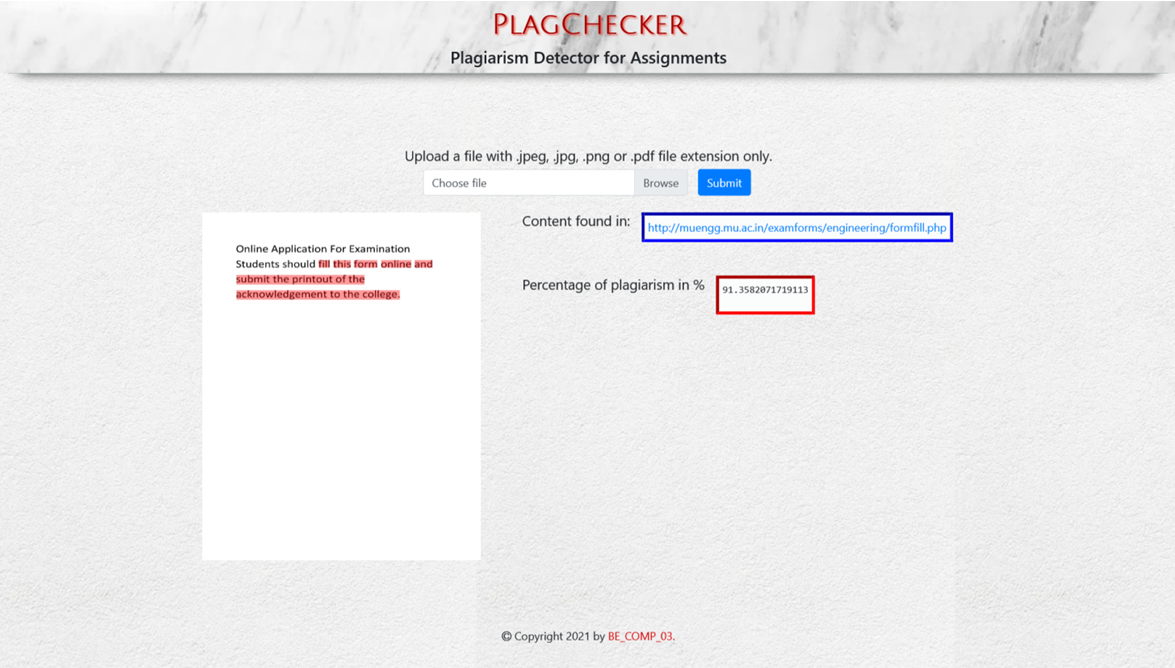 PLAGCHECKER
Plagiarism Detector for Assignments
Upload a file with .jpeg, .jpg, .png or .pdf file extension only.
Choose file Browse Submit
Online Application For Examination
Students should fill this form online and
submit the printout of the
acknowledgement to the college.
Content found in: http://muengg.mu.ac.in/examforms/engineering/formfill.php
Percentage of plagiarism in % 91.3582071719113
© Copyright 2021 by BE_COMP_03.